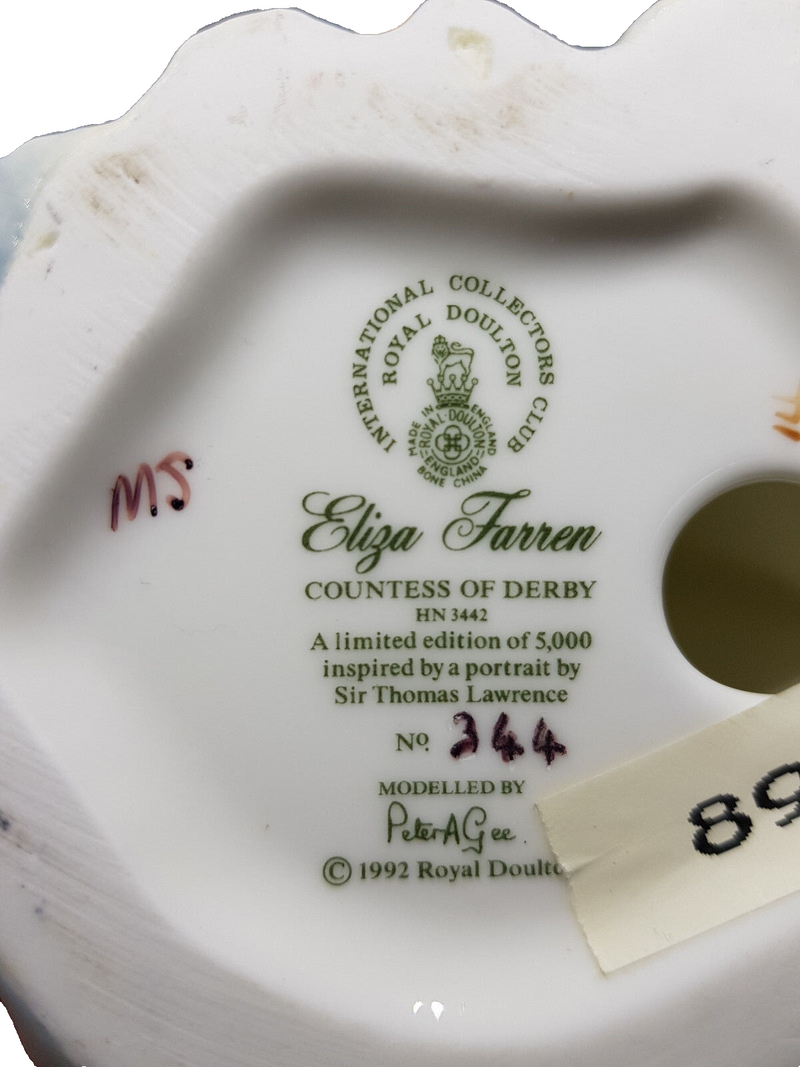 INTERNATIONAL COLLECTORS CLUB
ROYAL DOULTON
MADE IN ENGLAND
ROYAL·DOULTON
ENGLAND
BONE CHINA
MJ
Eliza Farren
COUNTESS OF DERBY
HN 3442
A limited edition of 5,000
inspired by a portrait by
Sir Thomas Lawrence
No. 344
MODELLED BY
Peter A Gee
© 1992 Royal Doulto
89